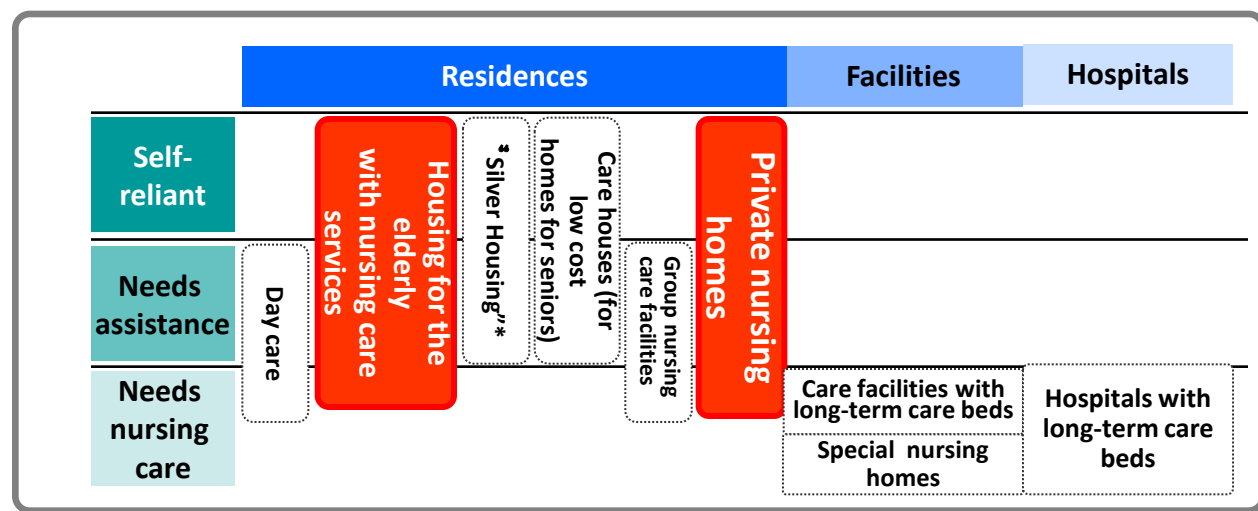 Residences
Facilities
Hospitals
Self-
reliant
Needs
assistance
Needs
nursing
care
Day care
Housing for the
elderly
with nursing care
services
“Silver Housing”*
Care houses (for
low cost
homes for seniors)
Group nursing
care facilities
Private nursing
homes
Care facilities with
long-term care beds
Special nursing
homes
Hospitals with
long-term care
beds